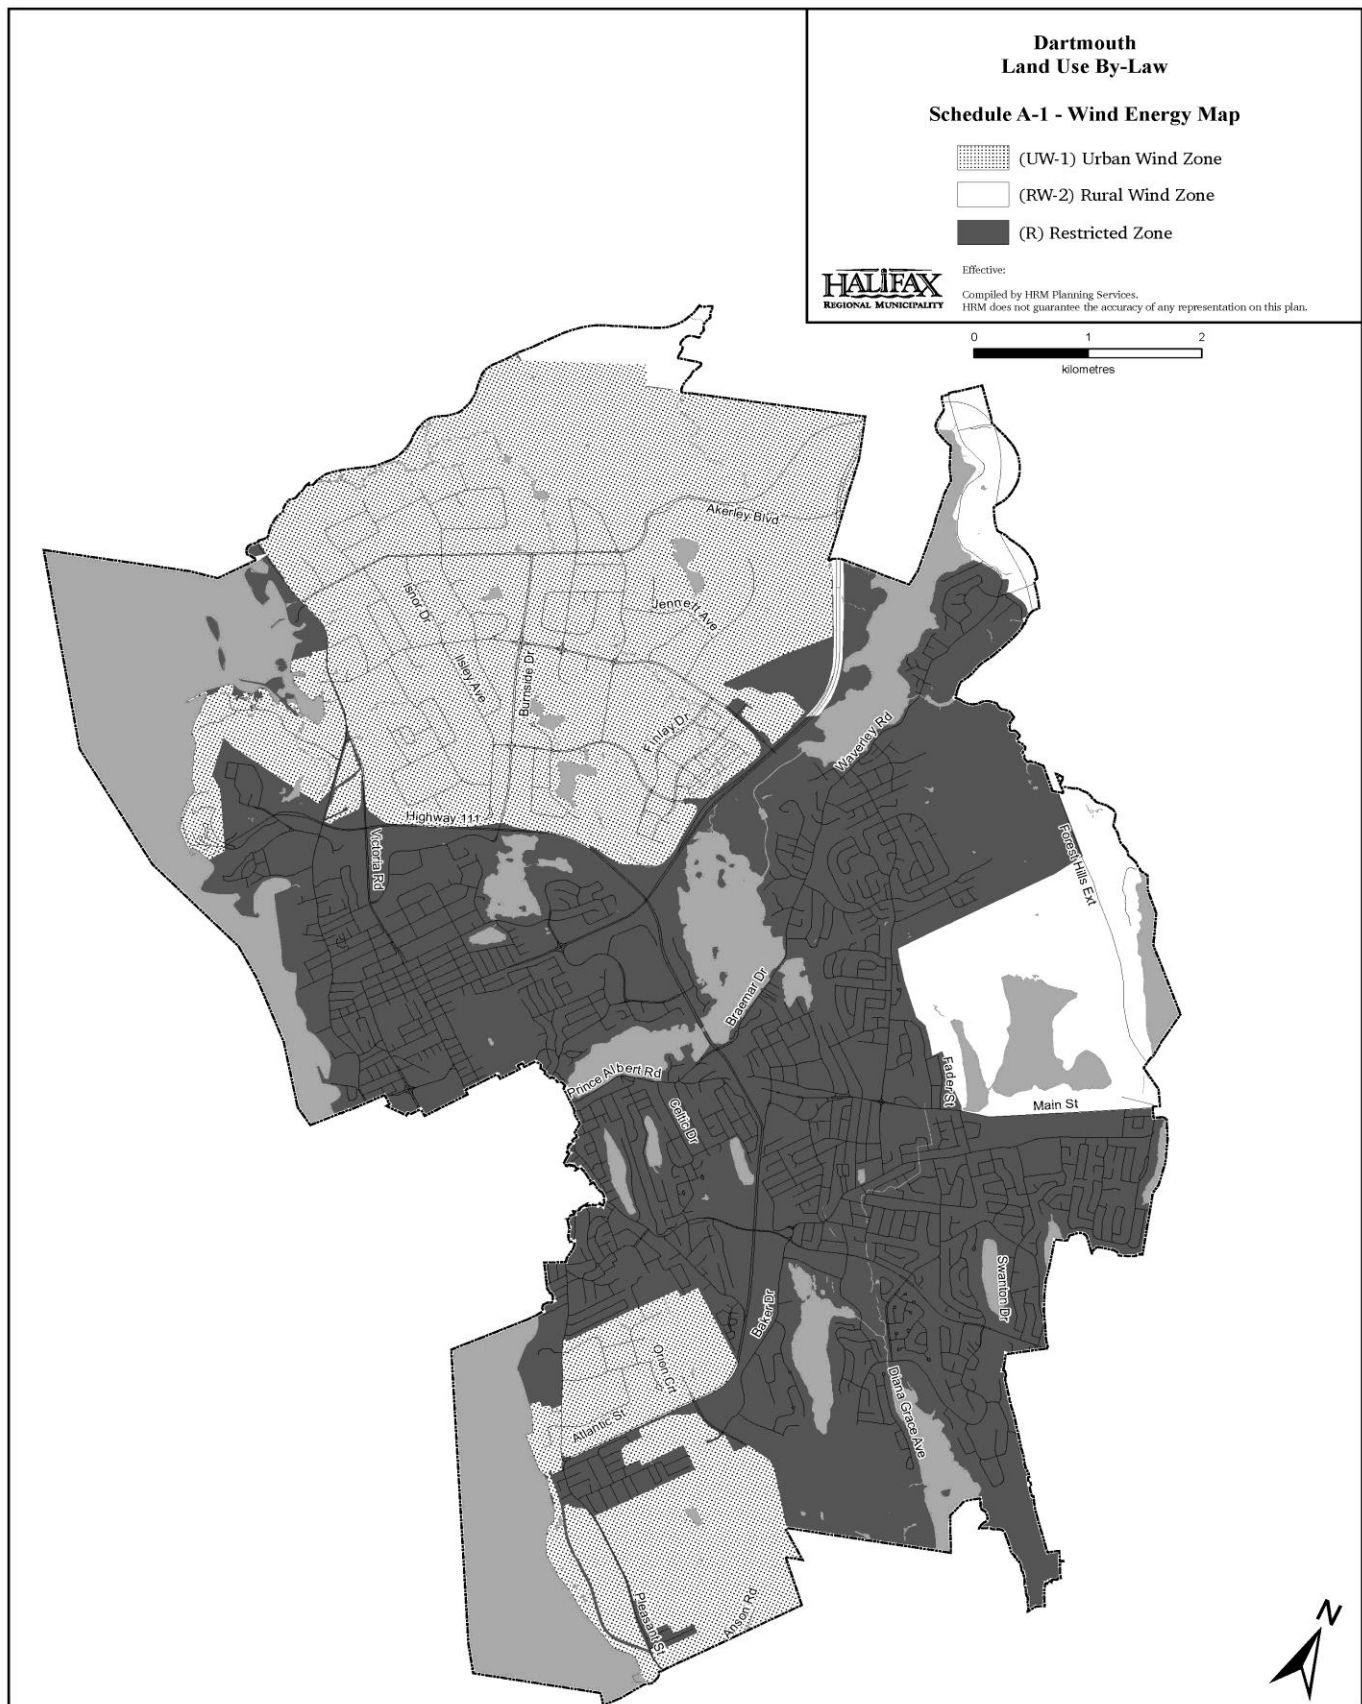 Dartmouth
Land Use By-Law
Schedule A-1 - Wind Energy Map
(UW-1) Urban Wind Zone
(RW-2) Rural Wind Zone
(R) Restricted Zone
HALIFAX
REGIONAL MUNICIPALITY
Effective:
Compiled by HRM Planning Services.
HRM does not guarantee the accuracy of any representation on this plan.
0 1 2
kilometres
Akerley Blvd
Isnor Dr
Jennett Ave
Ilsley Ave
Burnside Dr
Finlay Dr
Waverley Rd
Highway 111
Victoria Rd
Forest Hills Ext
Braemar Dr
Prince Albert Rd
Celtic Dr
Fader St
Main St
Swanton Dr
Baker Dr
Orion Crt
Diana Grace Ave
Atlantic St
Pleasant St
Anson Rd
N